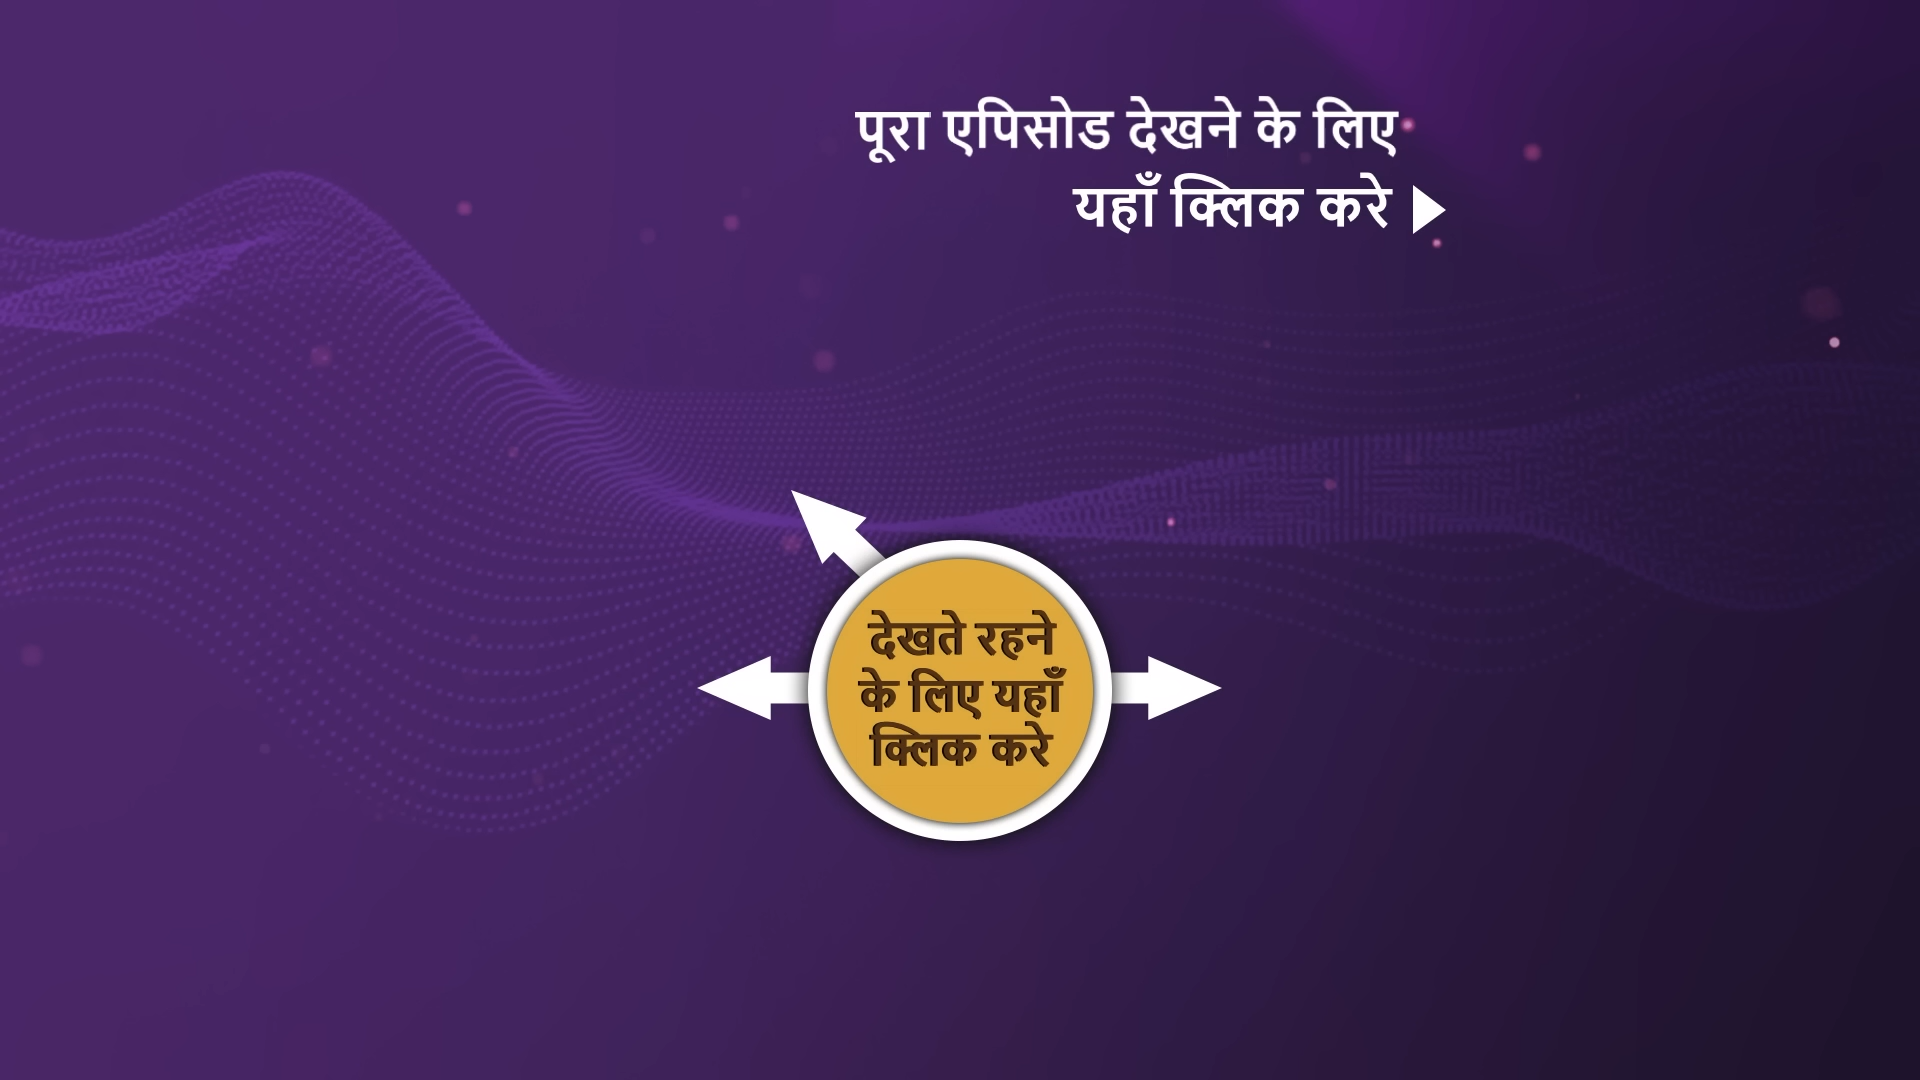 पूरा एपिसोड देखने के लिए
यहाँ क्लिक करे
देखते रहने
के लिए यहाँ
क्लिक करे